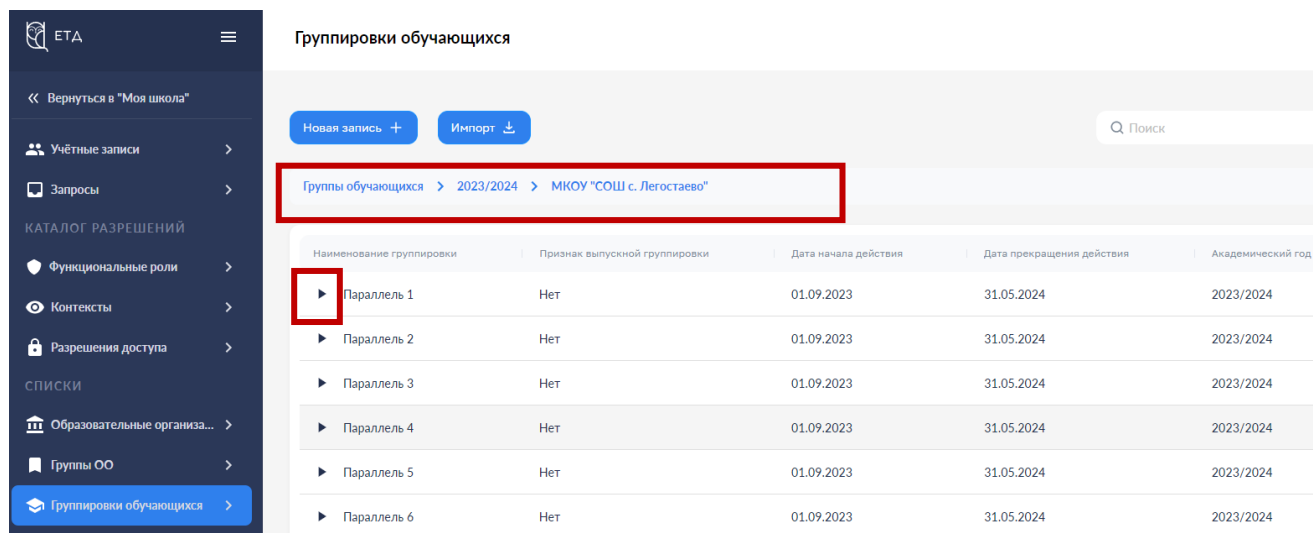 ЕТД
Группировки обучающихся
Вернуться в "Моя школа"
Новая запись
Импорт
Поиск
Учётные записи
Запросы
Группы обучающихся > 2023/2024 > МКОУ "СОШ с. Легостаево"
КАТАЛОГ РАЗРЕШЕНИЙ
Функциональные роли
Контексты
Разрешения доступа
СПИСКИ
Образовательные организа...
Группы ОО
Группировки обучающихся
Наименование группировки Признак выпускной группировки Дата начала действия Дата прекращения действия Академический год
Параллель 1 Нет 01.09.2023 31.05.2024 2023/2024
Параллель 2 Нет 01.09.2023 31.05.2024 2023/2024
Параллель 3 Нет 01.09.2023 31.05.2024 2023/2024
Параллель 4 Нет 01.09.2023 31.05.2024 2023/2024
Параллель 5 Нет 01.09.2023 31.05.2024 2023/2024
Параллель 6 Нет 01.09.2023 31.05.2024 2023/2024